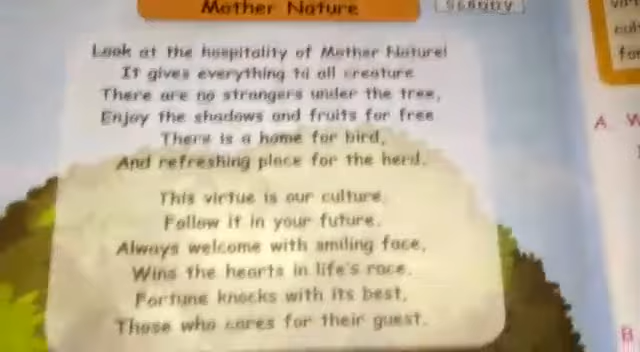 Mother Nature
Look at the hospitality of Mother Nature!
It gives everything to all creature
There are no strangers under the tree,
Enjoy the shadows and fruits for free
There is a home for bird,
And refreshing place for the herd.
This virtue is our culture.
Follow it in your future.
Always welcome with smiling face,
Wins the hearts in life's race.
Fortune knocks with its best,
Those who cares for their guest.
A. W
B